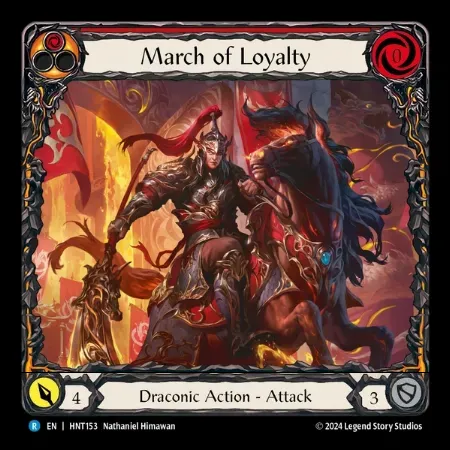 March of Loyalty
0
4
Draconic Action - Attack
3
R EN | HNT153 Nathaniel Himawan
© 2024 Legend Story Studios